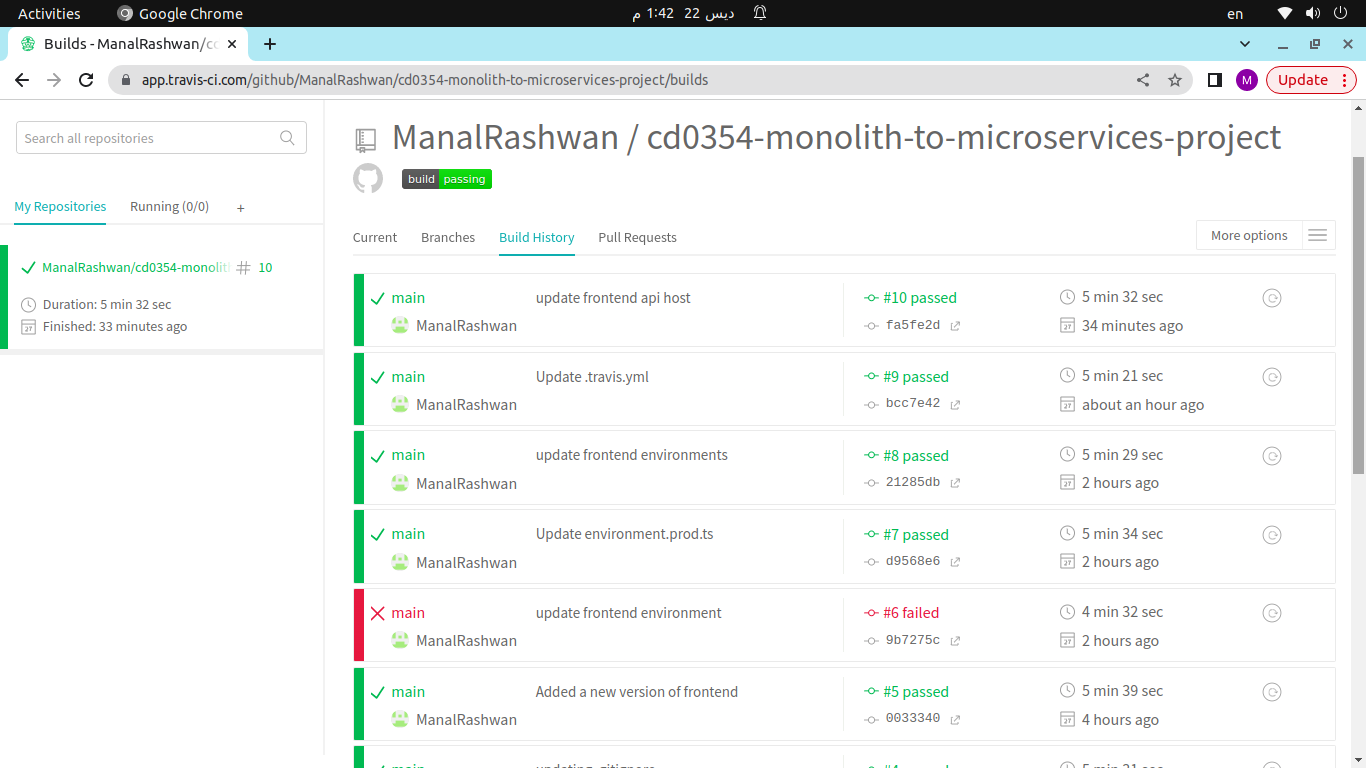 Activities
Google Chrome
ديس 22  1:42 م
en
Builds - ManalRashwan/cd
app.travis-ci.com/github/ManalRashwan/cd0354-monolith-to-microservices-project/builds
M
Update
Search all repositories
My Repositories
Running (0/0)
+
ManalRashwan/cd0354-monolit
# 10
Duration: 5 min 32 sec
Finished: 33 minutes ago
ManalRashwan / cd0354-monolith-to-microservices-project
build passing
Current
Branches
Build History
Pull Requests
More options
main
update frontend api host
#10 passed
5 min 32 sec
ManalRashwan
fa5fe2d
34 minutes ago
main
Update .travis.yml
#9 passed
5 min 21 sec
ManalRashwan
bcc7e42
about an hour ago
main
update frontend environments
#8 passed
5 min 29 sec
ManalRashwan
21285db
2 hours ago
main
Update environment.prod.ts
#7 passed
5 min 34 sec
ManalRashwan
d9568e6
2 hours ago
main
update frontend environment
#6 failed
4 min 32 sec
ManalRashwan
9b7275c
2 hours ago
main
Added a new version of frontend
#5 passed
5 min 39 sec
ManalRashwan
0033340
4 hours ago